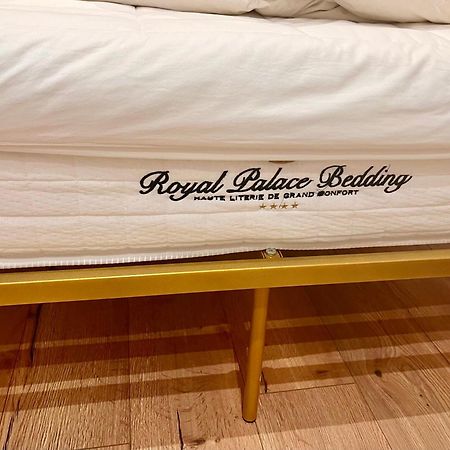 Royal Palace Bedding
HAUTE LITERIE DE GRAND CONFORT